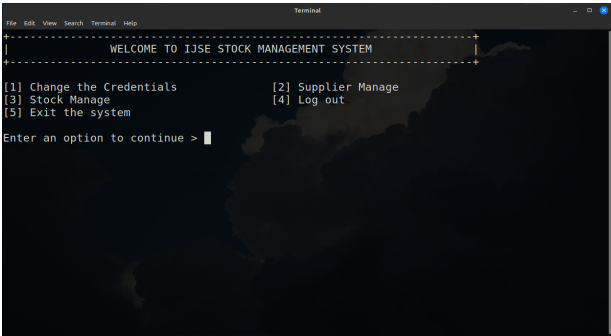 Terminal
File Edit View Search Terminal Help
+-----------------------------------------------------------------------+
| WELCOME TO IJSE STOCK MANAGEMENT SYSTEM |
+-----------------------------------------------------------------------+
[1] Change the Credentials [2] Supplier Manage
[3] Stock Manage [4] Log out
[5] Exit the system
Enter an option to continue >